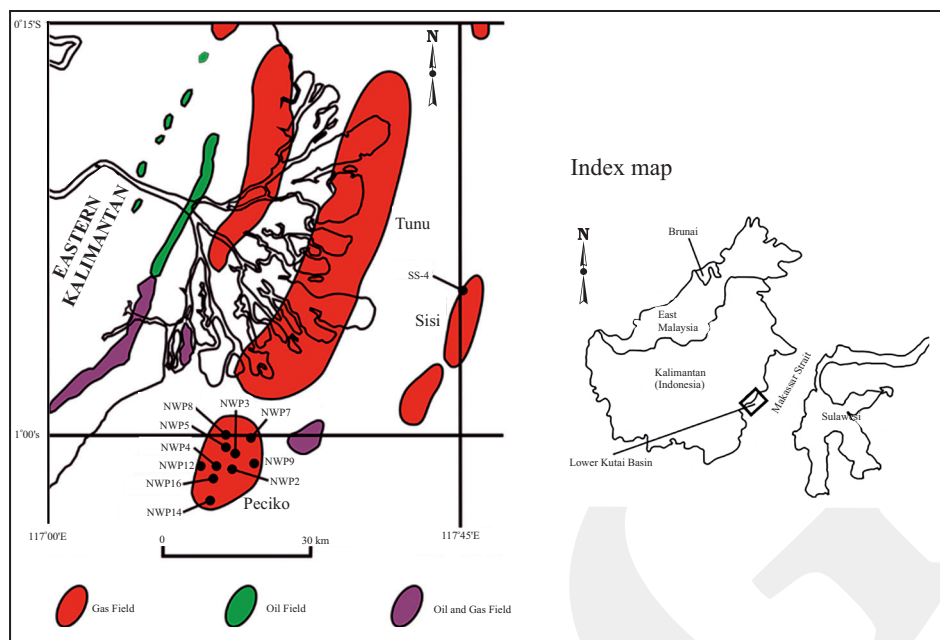 0°15'S
N
EASTERN
KALIMANTAN
Tunu
SS-4
Sisi
NWP8
NWP3
NWP7
NWP5
1°00's
NWP4
NWP12
NWP9
NWP16
NWP2
NWP14
Peciko
117°00'E
117°45'E
0
30 km
Gas Field
Oil Field
Oil and Gas Field
Index map
N
Brunai
East
Malaysia
Kalimantan
(Indonesia)
Makassar Strait
Sulawesi
Lower Kutai Basin